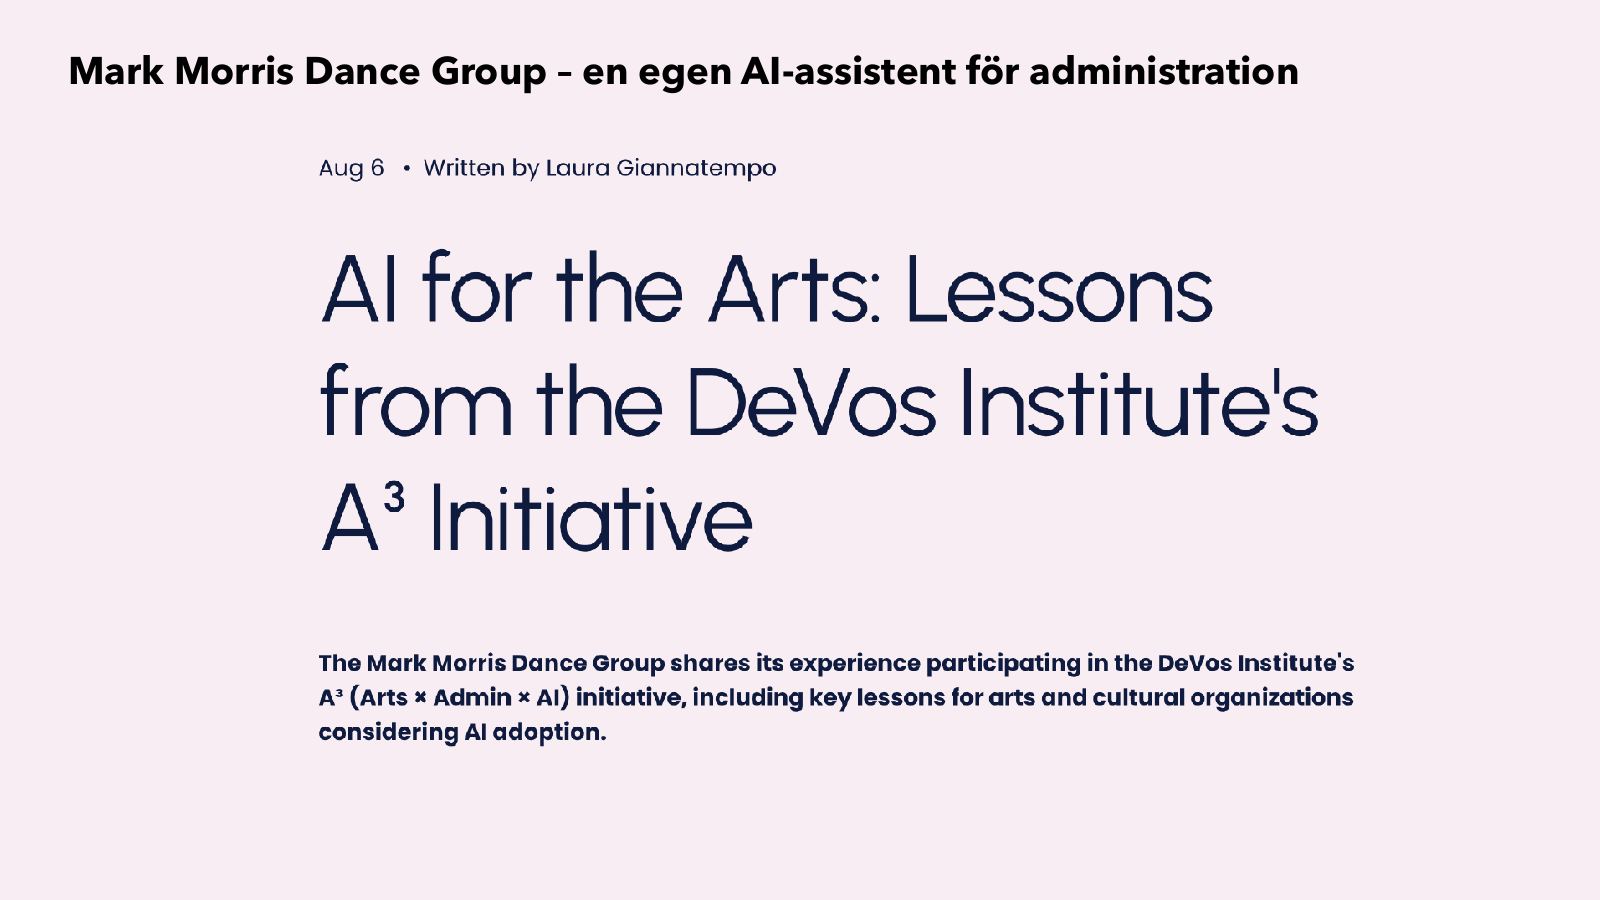 Mark Morris Dance Group – en egen AI-assistent för administration
Aug 6 • Written by Laura Giannatempo
AI for the Arts: Lessons
from the DeVos Institute's
A³ Initiative
The Mark Morris Dance Group shares its experience participating in the DeVos Institute's
A³ (Arts × Admin × AI) initiative, including key lessons for arts and cultural organizations
considering AI adoption.